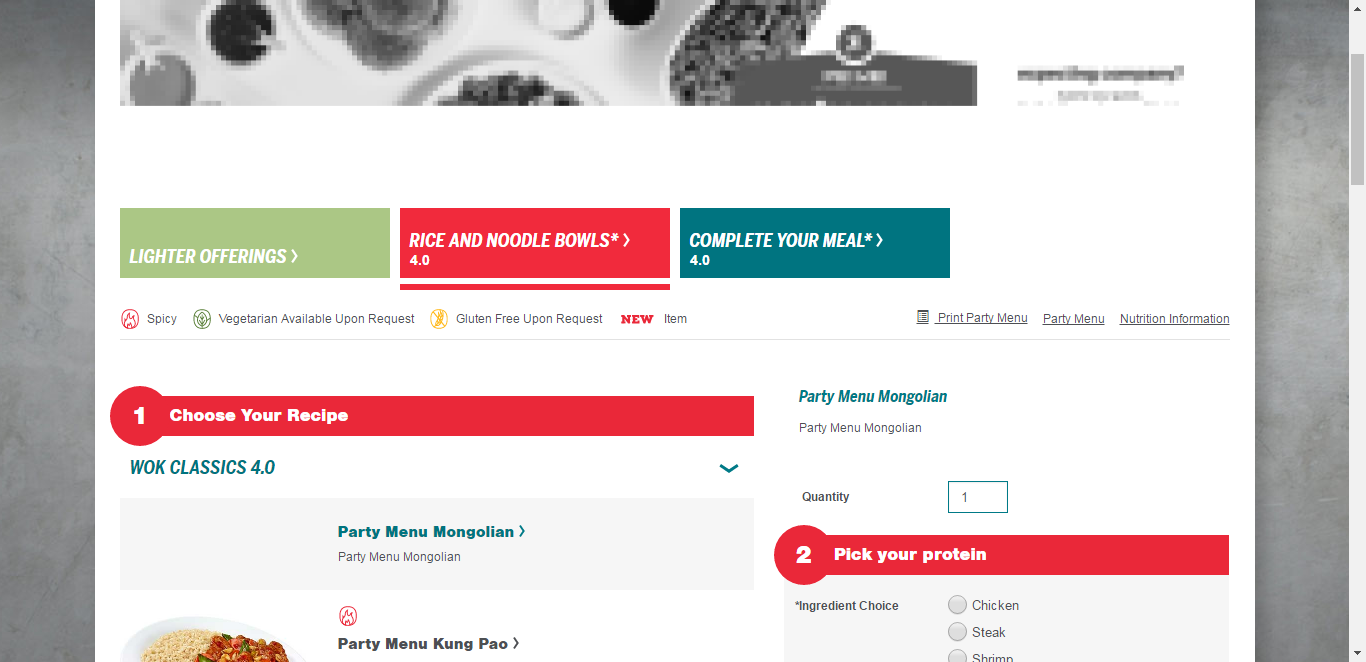 expecting company?
LIGHTER OFFERINGS >
RICE AND NOODLE BOWLS* >
4.0
COMPLETE YOUR MEAL* >
4.0
Spicy
Vegetarian Available Upon Request
Gluten Free Upon Request
NEW Item
Print Party Menu
Party Menu
Nutrition Information
1 Choose Your Recipe
WOK CLASSICS 4.0
Party Menu Mongolian >
Party Menu Mongolian
Party Menu Kung Pao >
Party Menu Mongolian
Party Menu Mongolian
Quantity
1
2 Pick your protein
*Ingredient Choice
Chicken
Steak
Shrimp